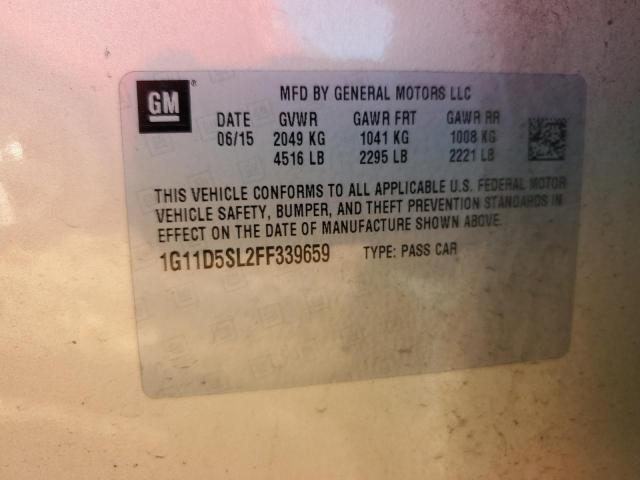 GM
MFD BY GENERAL MOTORS LLC
DATE GVWR GAWR FRT GAWR RR
06/15 2049 KG 1041 KG 1008 KG
4516 LB 2295 LB 2221 LB
THIS VEHICLE CONFORMS TO ALL APPLICABLE U.S. FEDERAL MOTOR
VEHICLE SAFETY, BUMPER, AND THEFT PREVENTION STANDARDS IN
EFFECT ON THE DATE OF MANUFACTURE SHOWN ABOVE.
1G11D5SL2FF339659 TYPE: PASS CAR